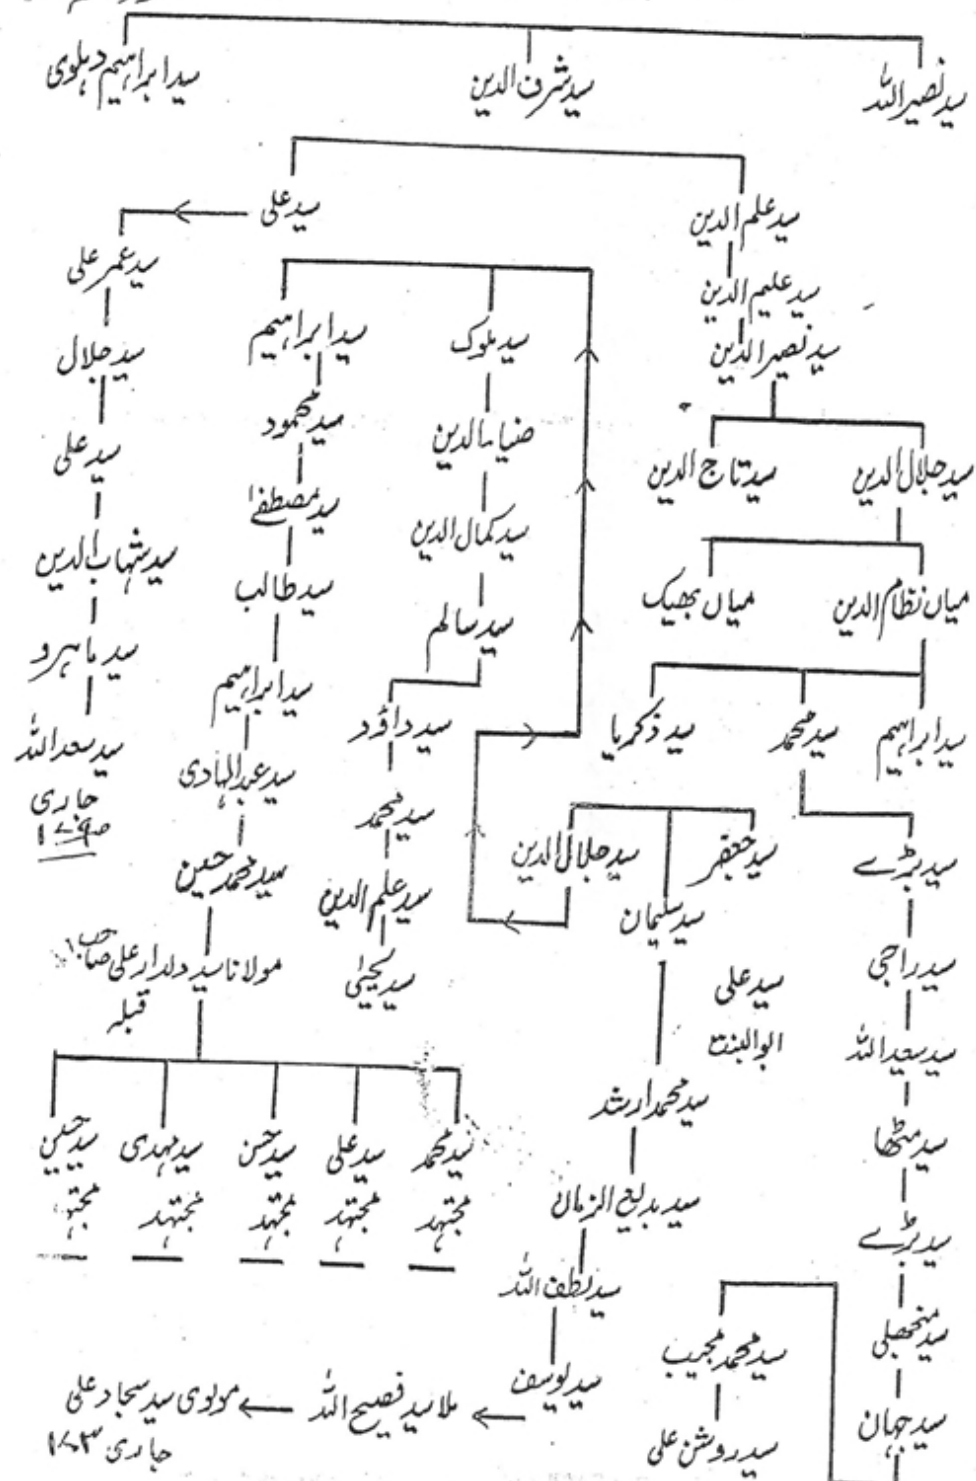 سید نصیر اللہ
سید شرف الدین
سید ابراہیم دہلوی
سید علم الدین
سید علی
سید علیم الدین
سید نصیر الدین
سید جلال الدین
سید تاج الدین
میاں نظام الدین
میاں بھیک
سید ابراہیم
سید محمد
سید ذکریا
سید بڑے
سید راجی
سید سعید اللہ
سید مٹھا
سید بڑے
سید منجھلی
سید جہان
سید محمد مجیب
سید روشن علی
سید جعفر
سید سلیمان
سید جلال الدین
سید علی
ابوالبنت
سید محمد ارشد
سید بدیع الزماں
سید لطف اللہ
سید یوسف
ملا سید فصیح اللہ
مولوی سید سجاد علی
جاری
سید ملوک
ضیاء الدین
سید کمال الدین
سید سالم
سید داؤد
سید محمد
سید علم الدین
سید یحییٰ
سید ابراہیم
سید محمود
سید مصطفےٰ
سید طالب
سید ابراہیم
سید عبدالہادی
سید محمد حسین
مولانا سید دلدار علی صاحب
قبلہ
سید محمد
مجتہد
سید علی
مجتہد
سید حسن
مجتہد
سید مہدی
مجتہد
سید حسین
مجتہد
سید عمر علی
سید جلال
سید علی
سید شہاب الدین
سید ماہرو
سید سعد اللہ
جاری